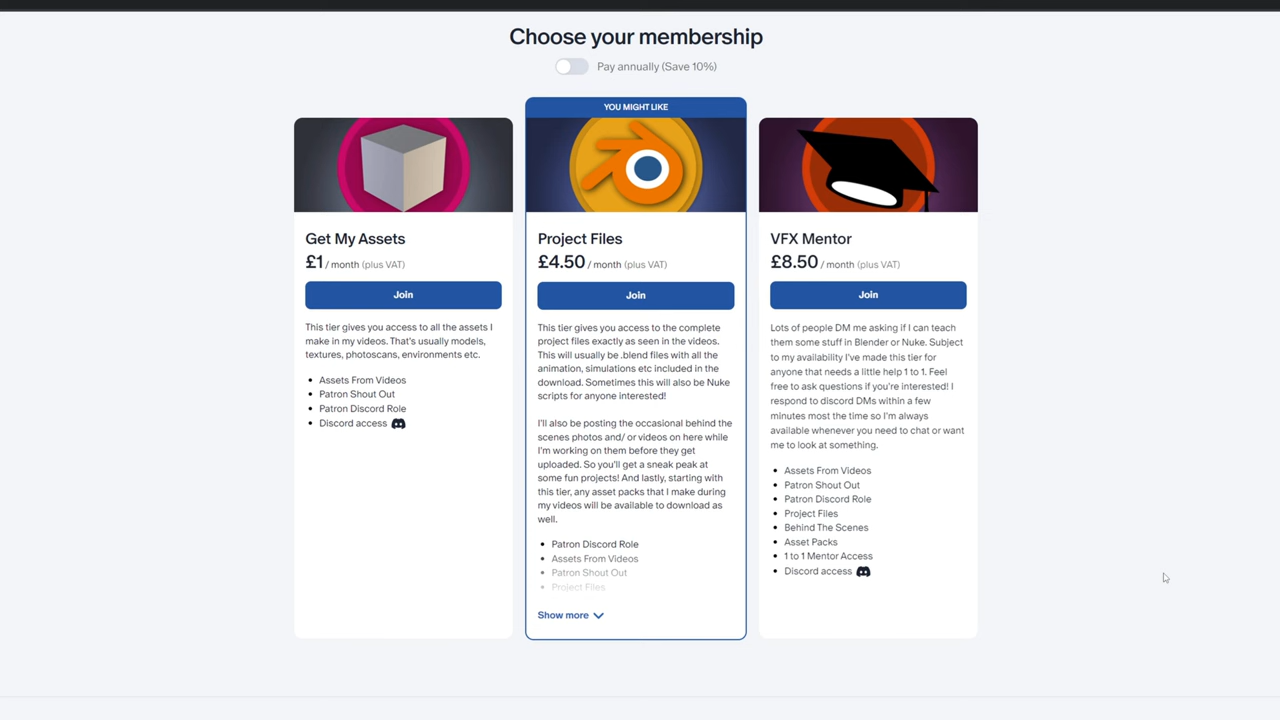 Choose your membership
Pay annually (Save 10%)
Get My Assets
£1 / month (plus VAT)
Join
This tier gives you access to all the assets I
make in my videos. That's usually models,
textures, photoscans, environments etc.
• Assets From Videos
• Patron Shout Out
• Patron Discord Role
• Discord access
YOU MIGHT LIKE
Project Files
£4.50 / month (plus VAT)
Join
This tier gives you access to the complete
project files exactly as seen in the videos.
This will usually be .blend files with all the
animation, simulations etc included in the
download. Sometimes this will also be Nuke
scripts for anyone interested!
I'll also be posting the occasional behind the
scenes photos and/ or videos on here while
I'm working on them before they get
uploaded. So you'll get a sneak peak at
some fun projects! And lastly, starting with
this tier, any asset packs that I make during
my videos will be available to download as
well.
• Patron Discord Role
• Assets From Videos
• Patron Shout Out
• Project Files
Show more
VFX Mentor
£8.50 / month (plus VAT)
Join
Lots of people DM me asking if I can teach
them some stuff in Blender or Nuke. Subject
to my availability I've made this tier for
anyone that needs a little help 1 to 1. Feel
free to ask questions if you're interested! I
respond to discord DMs within a few
minutes most the time so I'm always
available whenever you need to chat or want
me to look at something.
• Assets From Videos
• Patron Shout Out
• Patron Discord Role
• Project Files
• Behind The Scenes
• Asset Packs
• 1 to 1 Mentor Access
• Discord access